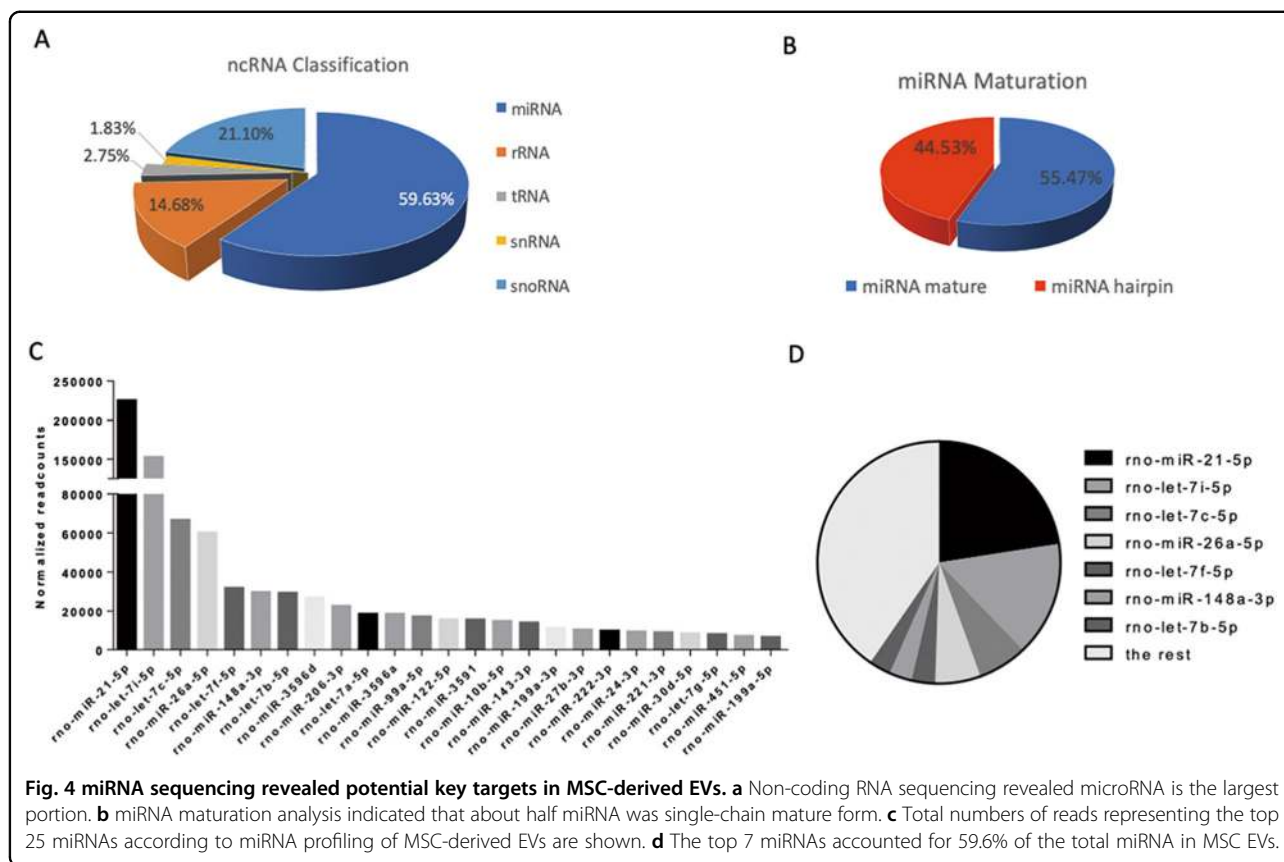 A
ncRNA Classification
1.83%
2.75%
21.10%
14.68%
59.63%
miRNA
rRNA
tRNA
snRNA
snoRNA
B
miRNA Maturation
44.53%
55.47%
miRNA mature
miRNA hairpin
C
Normalized readcounts
250000
200000
150000
80000
60000
40000
20000
0
rno-miR-21-5p
rno-let-7i-5p
rno-let-7c-5p
rno-miR-26a-5p
rno-let-7f-5p
rno-miR-148a-3p
rno-let-7b-5p
rno-miR-3596d
rno-miR-206-3p
rno-let-7a-5p
rno-miR-3596a
rno-miR-99a-5p
rno-miR-122-5p
rno-miR-3591
rno-miR-10b-5p
rno-miR-143-3p
rno-miR-199a-3p
rno-miR-27b-3p
rno-miR-222-3p
rno-miR-24-3p
rno-miR-221-3p
rno-miR-30d-5p
rno-let-7g-5p
rno-miR-451-5p
rno-miR-199a-5p
D
rno-miR-21-5p
rno-let-7i-5p
rno-let-7c-5p
rno-miR-26a-5p
rno-let-7f-5p
rno-miR-148a-3p
rno-let-7b-5p
the rest
Fig. 4 miRNA sequencing revealed potential key targets in MSC-derived EVs. a Non-coding RNA sequencing revealed microRNA is the largest
portion. b miRNA maturation analysis indicated that about half miRNA was single-chain mature form. c Total numbers of reads representing the top
25 miRNAs according to miRNA profiling of MSC-derived EVs are shown. d The top 7 miRNAs accounted for 59.6% of the total miRNA in MSC EVs.